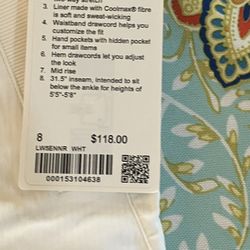 3. Liner made with Coolmax® fibre
is soft and sweat-wicking
4. Waistband drawcord helps you
customize the fit
5. Hand pockets with hidden pocket
for small items
6. Hem drawcords let you adjust
the look
7. Mid rise
8. 31.5" inseam, intended to sit
below the ankle for heights of
5'5"-5'8"
8 $118.00
LW5ENNR WHT
000153104638